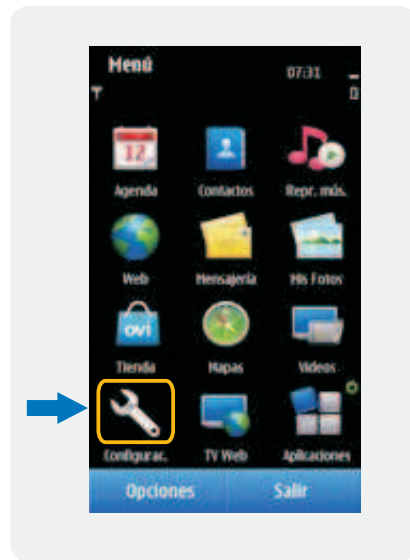 Menú
07:31
12
Agenda Contactos Repr. mús.
Web Mensajería Mis Fotos
ovi
Tienda Mapas Videos
Configurac. TV Web Aplicaciones
Opciones Salir